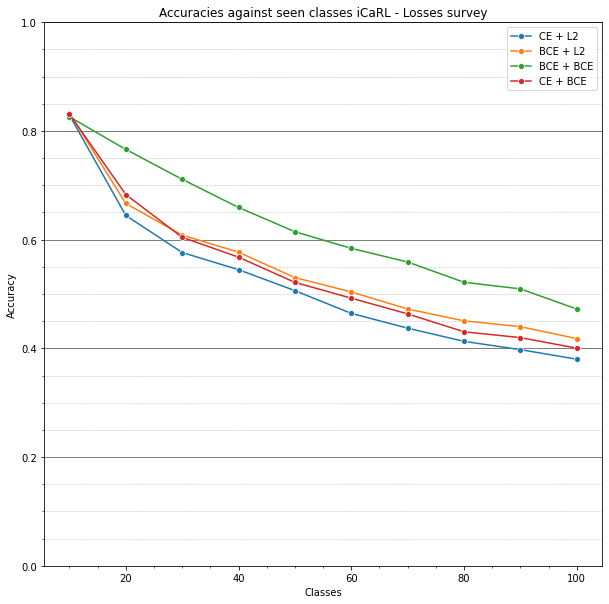 Accuracies against seen classes iCaRL - Losses survey
CE + L2
BCE + L2
BCE + BCE
CE + BCE
1.0
0.8
0.6
0.4
0.2
0.0
Accuracy
20
40
60
80
100
Classes